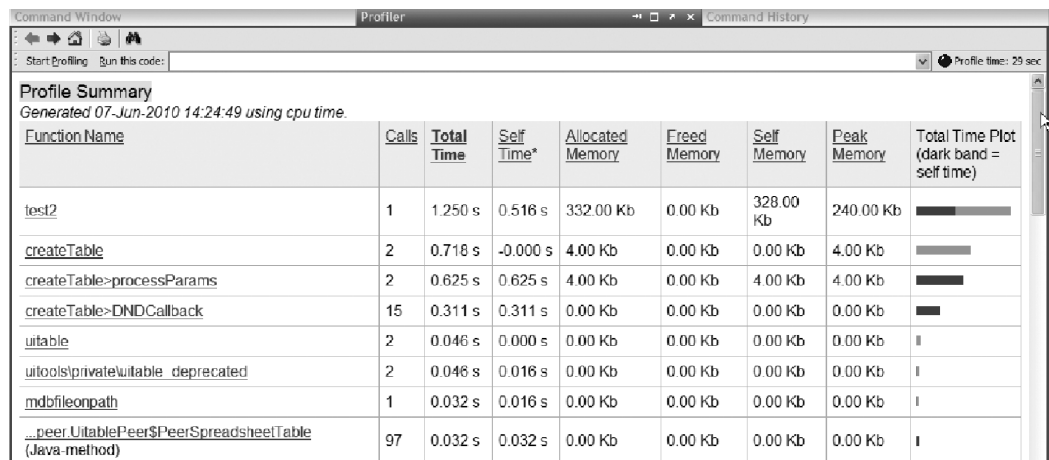 Command Window Profiler Command History
Start Profiling Run this code: Profile time: 29 sec
Profile Summary
Generated 07-Jun-2010 14:24:49 using cpu time.
Function Name Calls Total Time Self Time* Allocated Memory Freed Memory Self Memory Peak Memory Total Time Plot (dark band = self time)
test2 1 1.250 s 0.516 s 332.00 Kb 0.00 Kb 328.00 Kb 240.00 Kb
createTable 2 0.718 s -0.000 s 4.00 Kb 0.00 Kb 0.00 Kb 4.00 Kb
createTable>processParams 2 0.625 s 0.625 s 4.00 Kb 0.00 Kb 4.00 Kb 4.00 Kb
createTable>DNDCallback 15 0.311 s 0.311 s 0.00 Kb 0.00 Kb 0.00 Kb 0.00 Kb
uitable 2 0.046 s 0.000 s 0.00 Kb 0.00 Kb 0.00 Kb 0.00 Kb
uitools\private\uitable_deprecated 2 0.046 s 0.016 s 0.00 Kb 0.00 Kb 0.00 Kb 0.00 Kb
mdbfileonpath 1 0.032 s 0.016 s 0.00 Kb 0.00 Kb 0.00 Kb 0.00 Kb
...peer.UitablePeer$PeerSpreadsheetTable (Java-method) 97 0.032 s 0.032 s 0.00 Kb 0.00 Kb 0.00 Kb 0.00 Kb